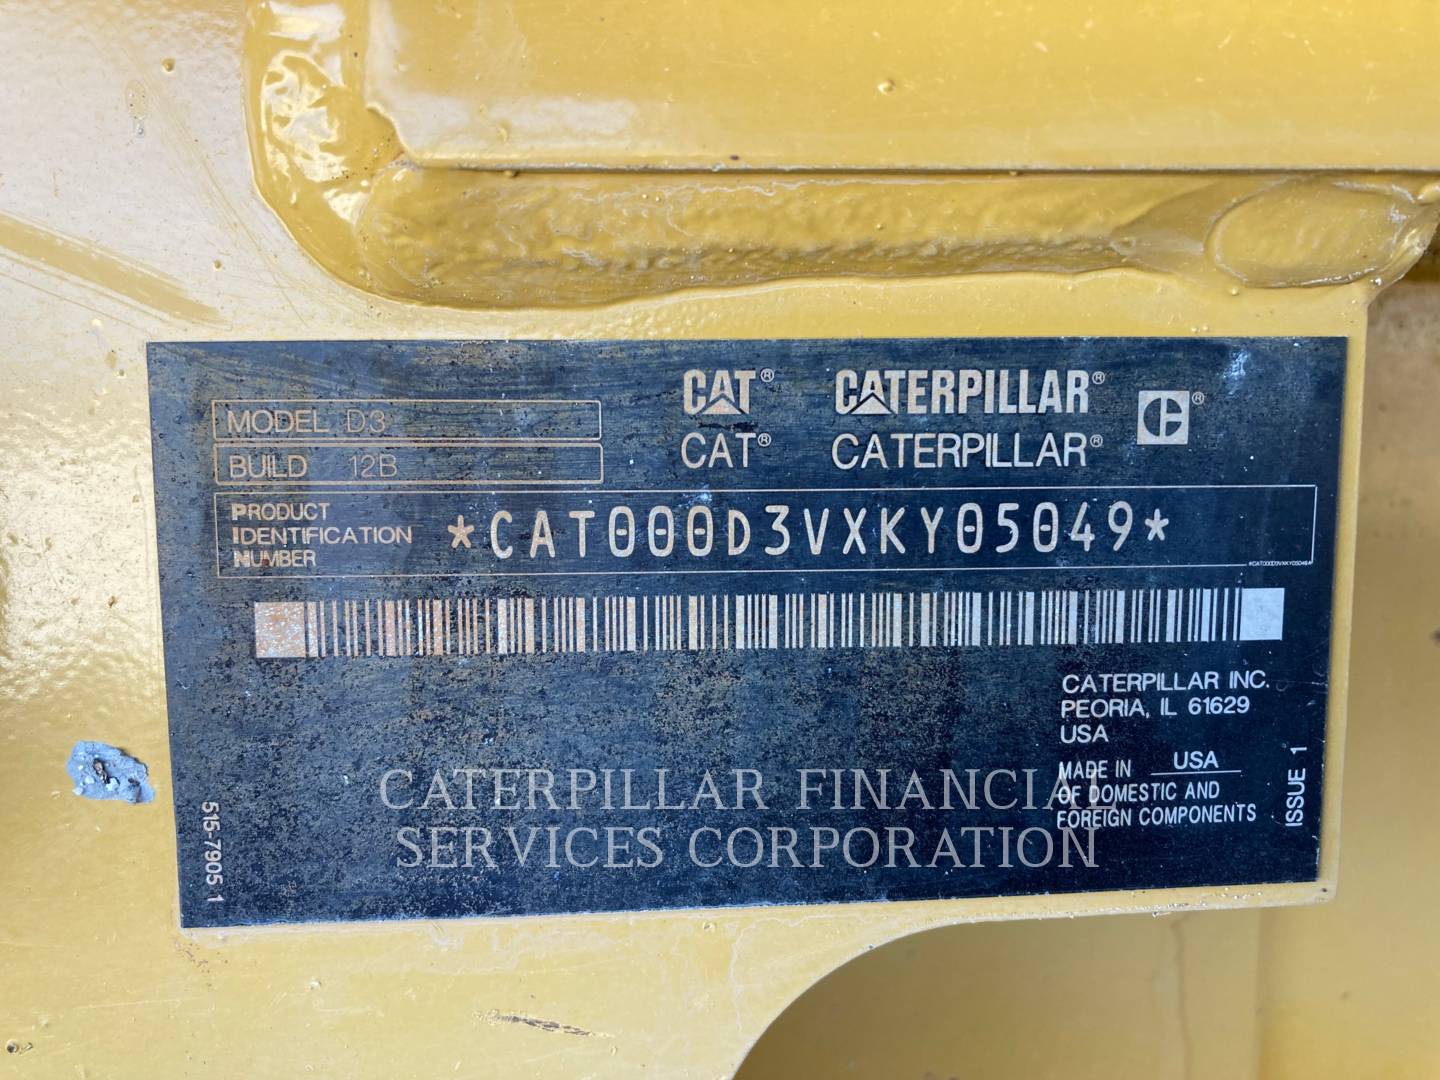 MODEL D3
BUILD 12B
CAT® CATERPILLAR® C®
CAT® CATERPILLAR®
PRODUCT
IDENTIFICATION
NUMBER
*CAT000D3VXKY05049*
*CAT000D3VXKY05049*
CATERPILLAR INC.
PEORIA, IL 61629
USA
MADE IN USA
OF DOMESTIC AND
FOREIGN COMPONENTS
ISSUE 1
515-7905 1
CATERPILLAR FINANCIAL
SERVICES CORPORATION